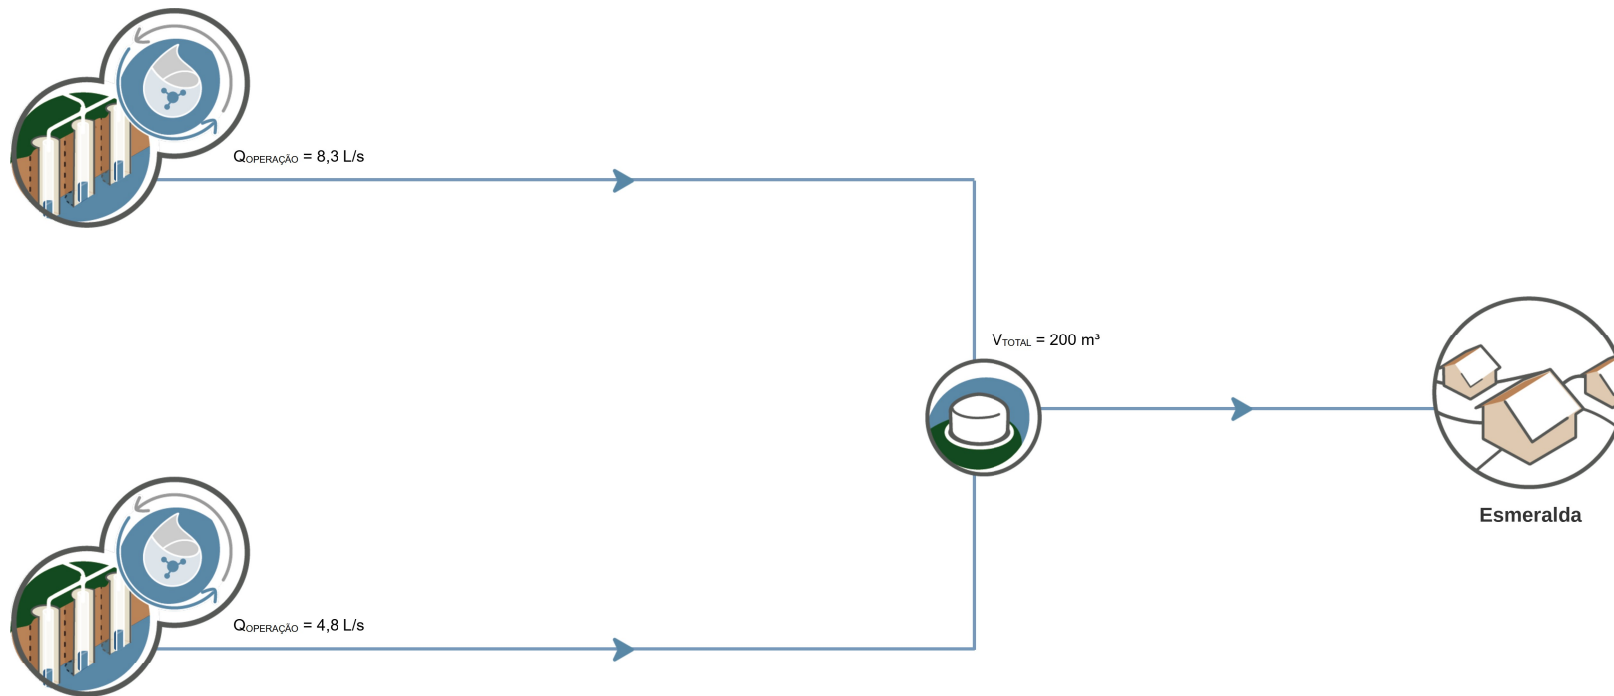 QOPERAÇÃO = 8,3 L/s
VTOTAL = 200 m³
Esmeralda
QOPERAÇÃO = 4,8 L/s